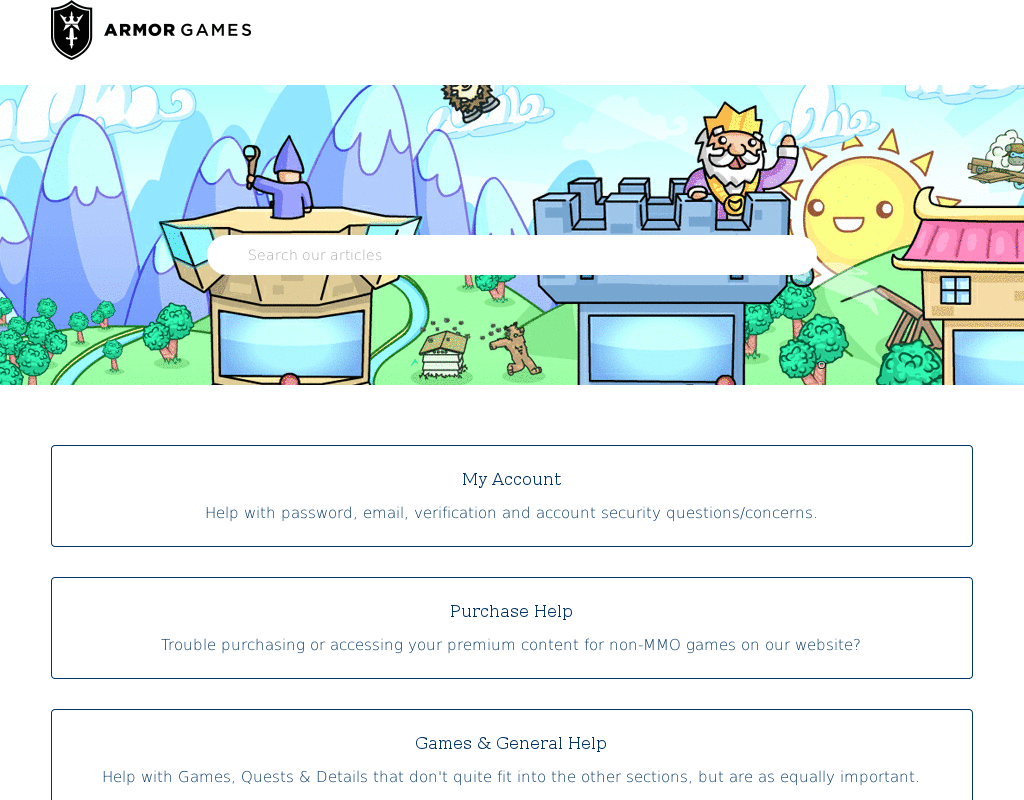 ARMOR GAMES
Search our articles
My Account
Help with password, email, verification and account security questions/concerns.
Purchase Help
Trouble purchasing or accessing your premium content for non-MMO games on our website?
Games & General Help
Help with Games, Quests & Details that don't quite fit into the other sections, but are as equally important.